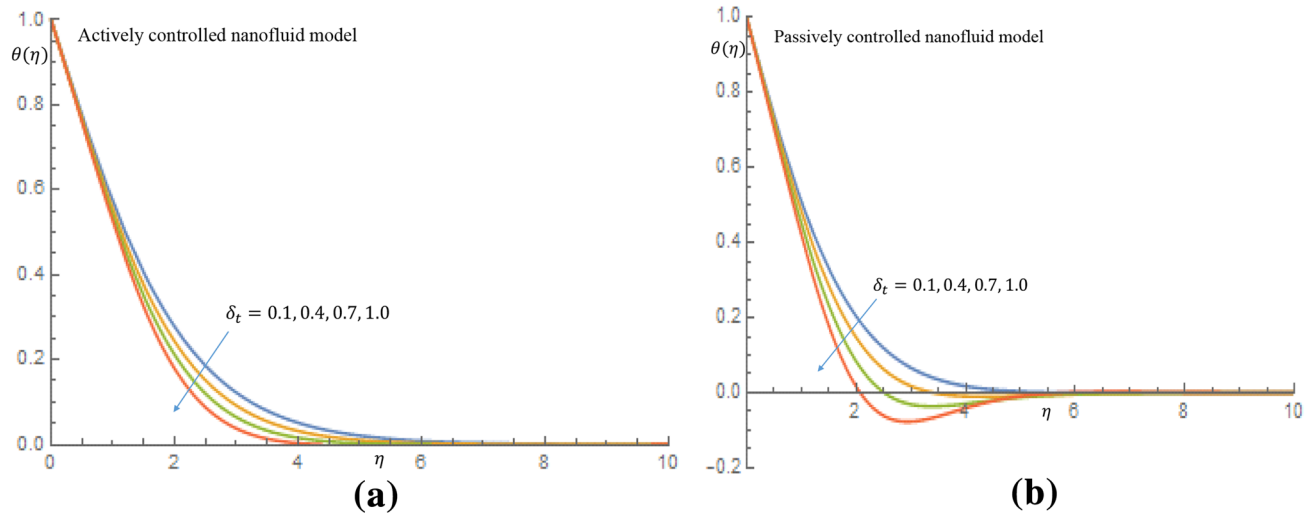 1.0
Actively controlled nanofluid model
θ(η)
0.8
0.6
0.4
δₜ = 0.1, 0.4, 0.7, 1.0
0.2
0.0
0 2 4 η 6 8 10
(a)
1.0
Passively controlled nanofluid model
θ(η)
0.8
0.6
0.4
δₜ = 0.1, 0.4, 0.7, 1.0
0.2
0.0
2 4 η 6 8 10
−0.2
(b)